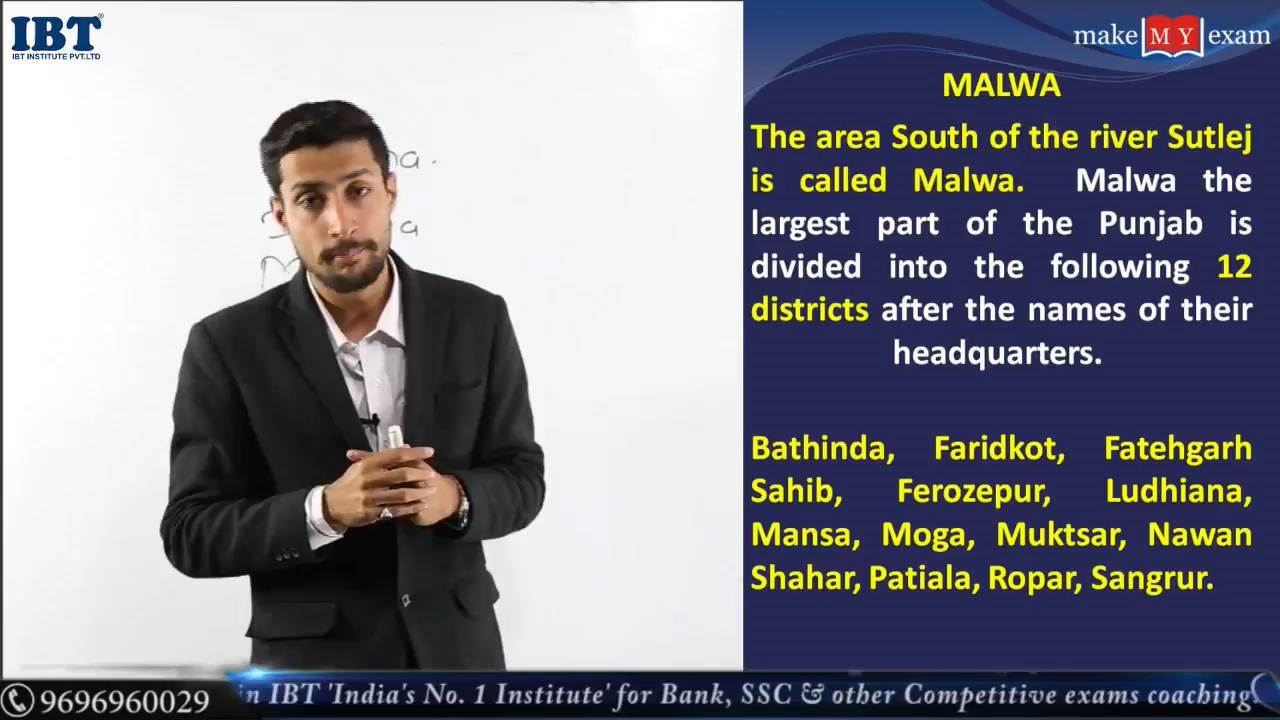 IBT
IBT INSTITUTE PVT.LTD
make MY exam
MALWA
The area South of the river Sutlej
is called Malwa. Malwa the
largest part of the Punjab is
divided into the following 12
districts after the names of their
headquarters.
Bathinda, Faridkot, Fatehgarh
Sahib, Ferozepur, Ludhiana,
Mansa, Moga, Muktsar, Nawan
Shahar, Patiala, Ropar, Sangrur.
9696960029
in IBT 'India's No. 1 Institute' for Bank, SSC & other Competitive exams coaching.